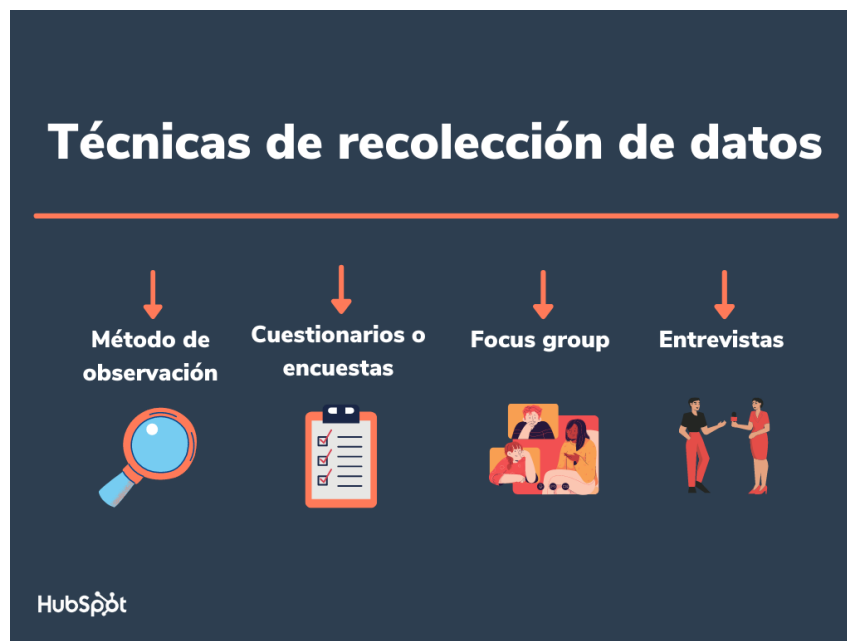 Técnicas de recolección de datos
Método de
observación
Cuestionarios o
encuestas
Focus group
Entrevistas
HubSpot